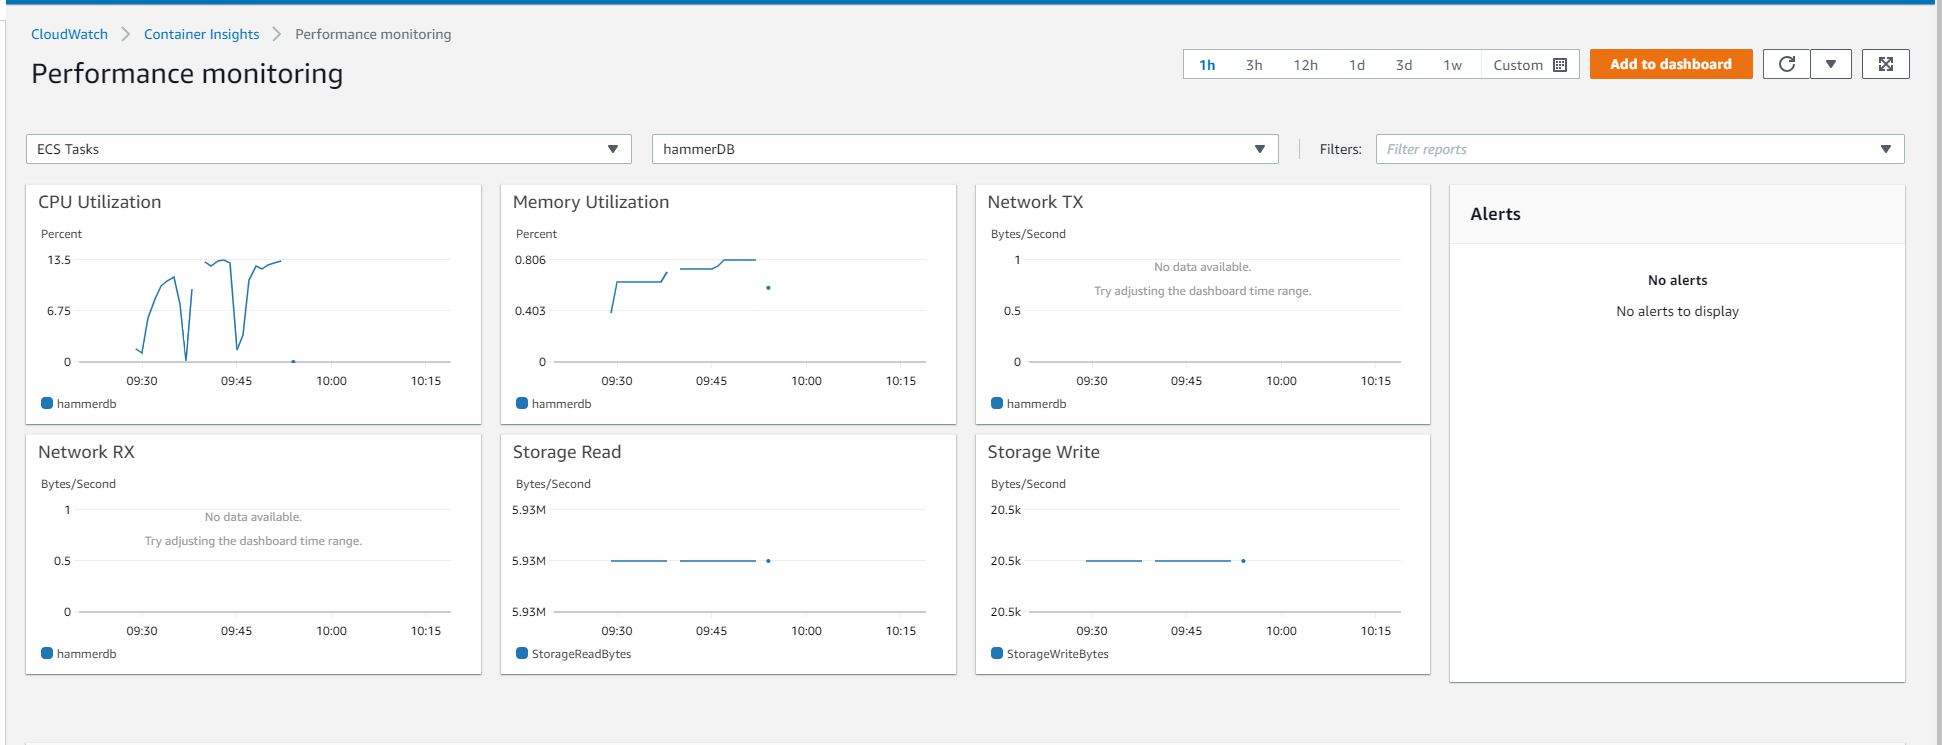 CloudWatch > Container Insights > Performance monitoring
Performance monitoring
1h 3h 12h 1d 3d 1w Custom Add to dashboard
ECS Tasks hammerDB Filters: Filter reports
CPU Utilization
Percent
13.5
6.75
0
09:30 09:45 10:00 10:15
hammerdb
Memory Utilization
Percent
0.806
0.403
0
09:30 09:45 10:00 10:15
hammerdb
Network TX
Bytes/Second
1
No data available.
Try adjusting the dashboard time range.
0.5
0
09:30 09:45 10:00 10:15
hammerdb
Alerts
No alerts
No alerts to display
Network RX
Bytes/Second
1
No data available.
Try adjusting the dashboard time range.
0.5
0
09:30 09:45 10:00 10:15
hammerdb
Storage Read
Bytes/Second
5.93M
5.93M
5.93M
09:30 09:45 10:00 10:15
StorageReadBytes
Storage Write
Bytes/Second
20.5k
20.5k
20.5k
09:30 09:45 10:00 10:15
StorageWriteBytes